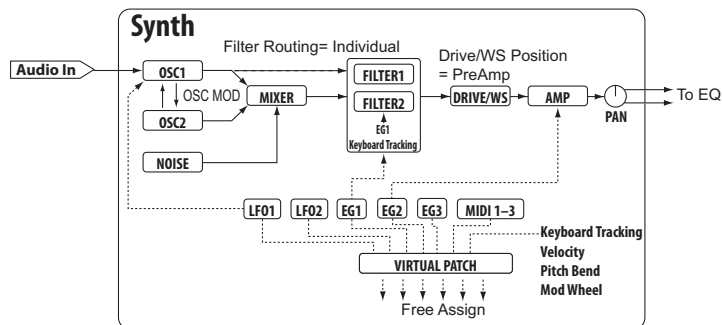 Synth
Filter Routing= Individual
Drive/WS Position
= PreAmp
Audio In
OSC1
OSC MOD
OSC2
NOISE
MIXER
FILTER1
FILTER2
EG1
Keyboard Tracking
DRIVE/WS
AMP
PAN
To EQ
LFO1
LFO2
EG1
EG2
EG3
MIDI 1–3
VIRTUAL PATCH
Keyboard Tracking
Velocity
Pitch Bend
Mod Wheel
Free Assign